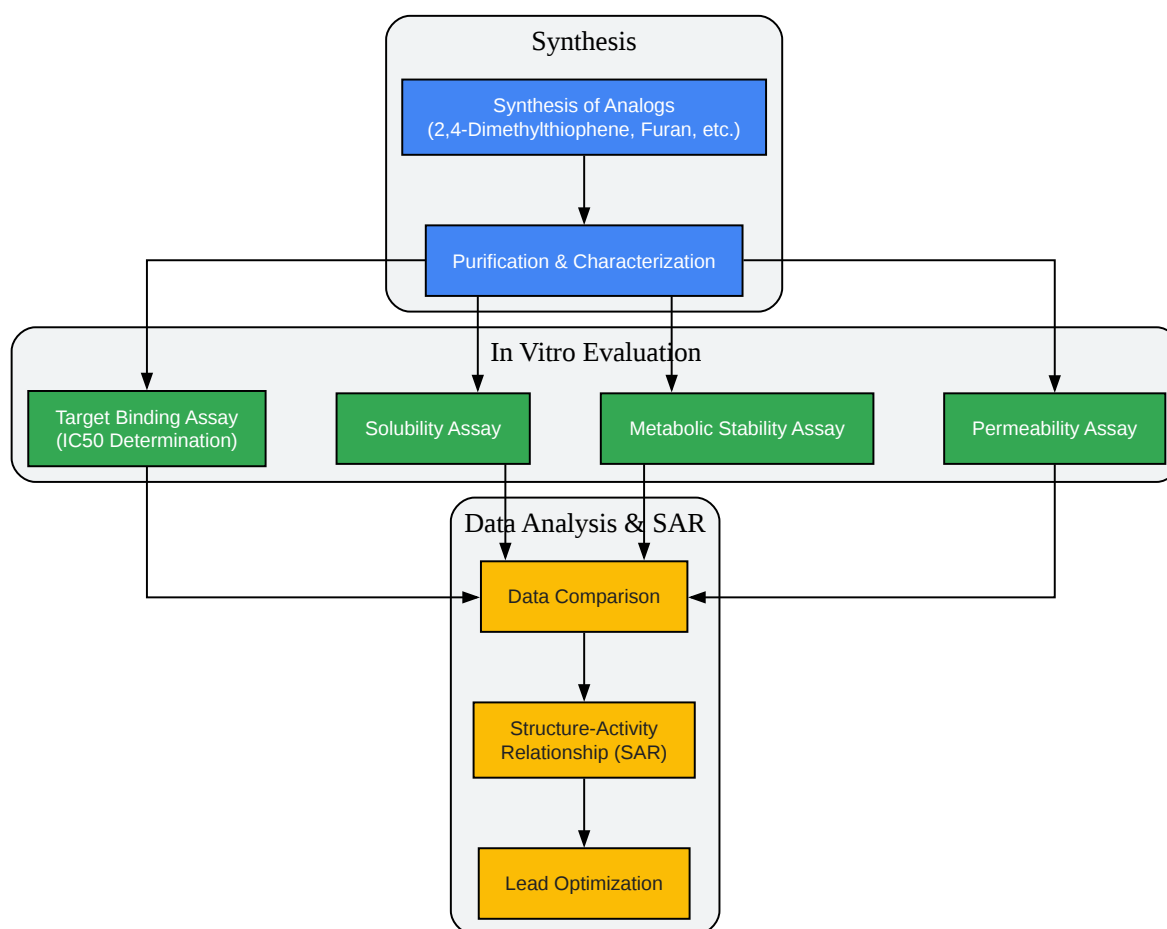 Synthesis
Synthesis of Analogs
(2,4-Dimethylthiophene, Furan, etc.)
Purification & Characterization
In Vitro Evaluation
Target Binding Assay
(IC50 Determination)
Solubility Assay
Metabolic Stability Assay
Permeability Assay
Data Analysis & SAR
Data Comparison
Structure-Activity
Relationship (SAR)
Lead Optimization